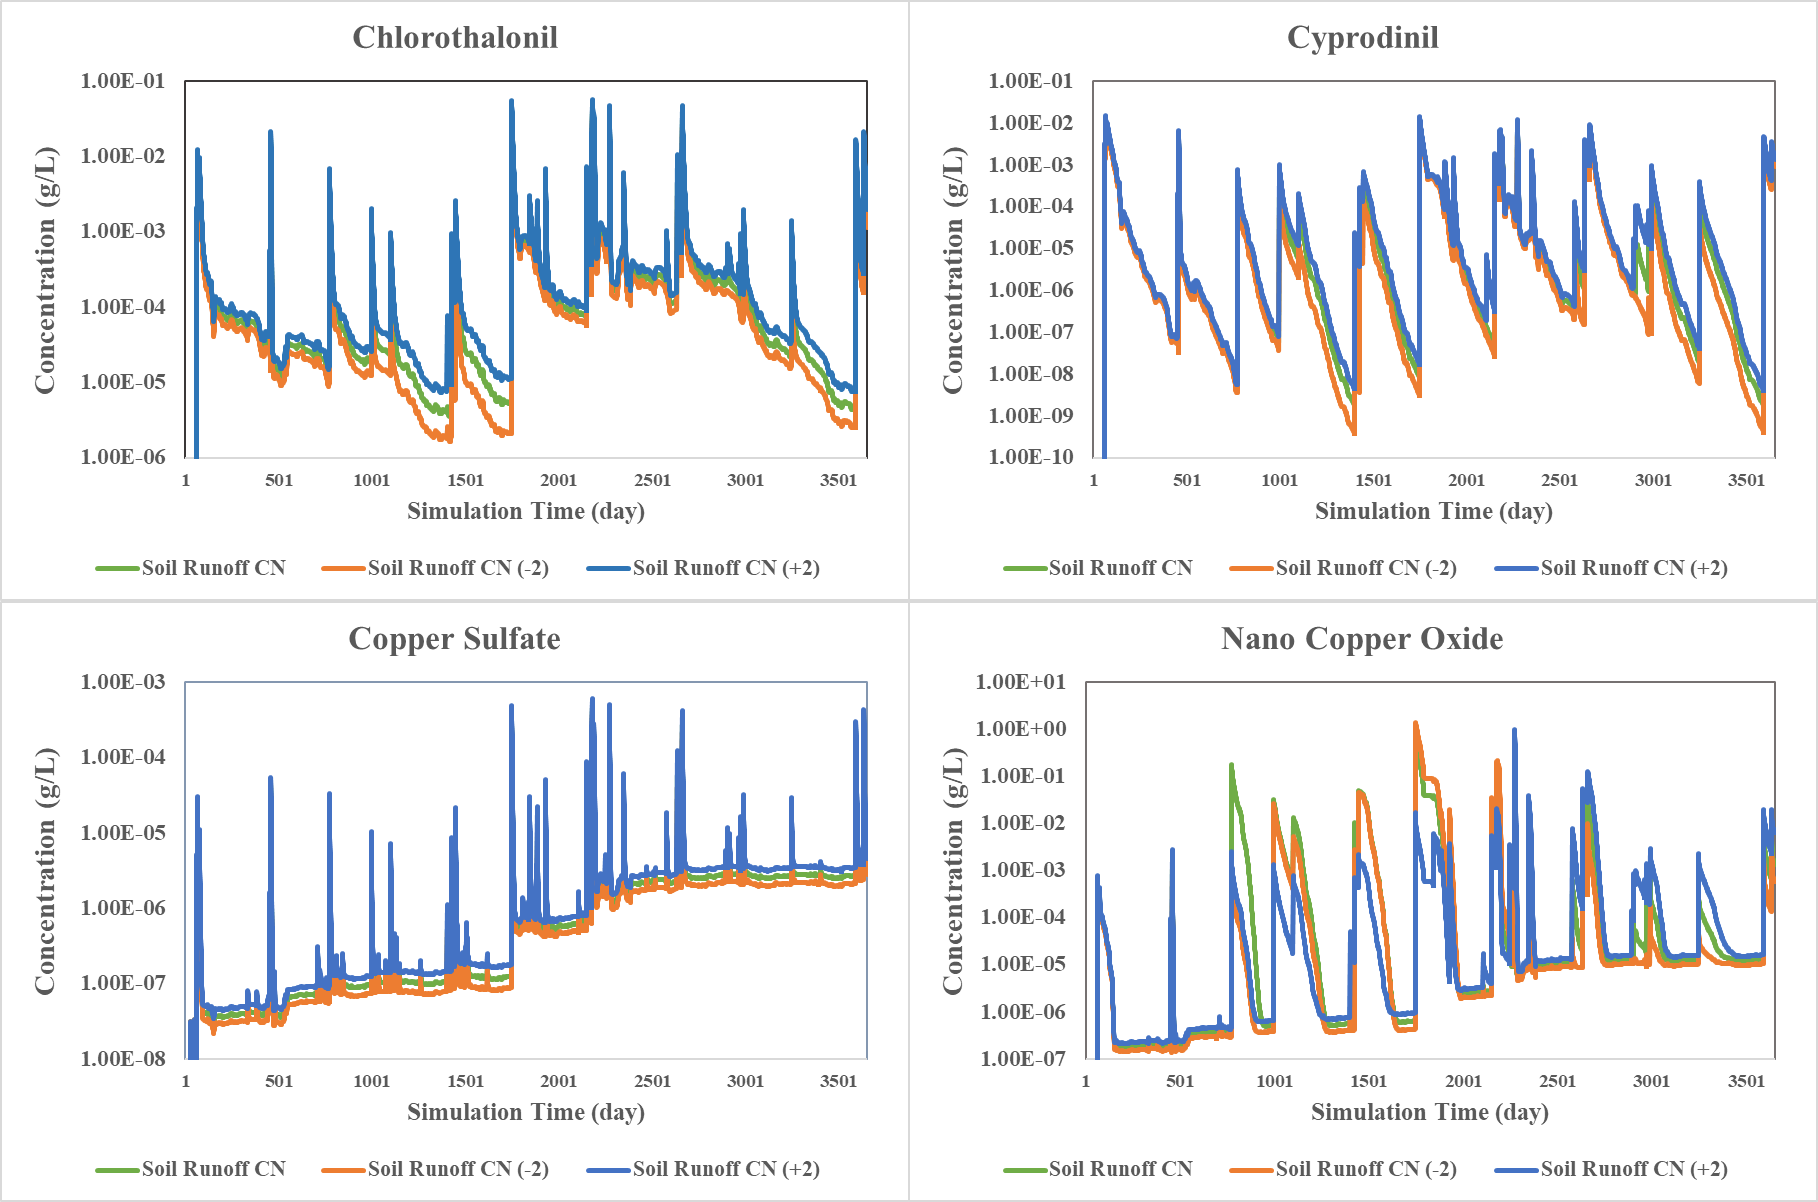 Chlorothalonil
1.00E-01
1.00E-02
1.00E-03
1.00E-04
1.00E-05
1.00E-06
Concentration (g/L)
1 501 1001 1501 2001 2501 3001 3501
Simulation Time (day)
Soil Runoff CN Soil Runoff CN (-2) Soil Runoff CN (+2)
Cyprodinil
1.00E-01
1.00E-02
1.00E-03
1.00E-04
1.00E-05
1.00E-06
1.00E-07
1.00E-08
1.00E-09
1.00E-10
Concentration (g/L)
1 501 1001 1501 2001 2501 3001 3501
Simulation Time (day)
Soil Runoff CN Soil Runoff CN (-2) Soil Runoff CN (+2)
Copper Sulfate
1.00E-03
1.00E-04
1.00E-05
1.00E-06
1.00E-07
1.00E-08
Concentration (g/L)
1 501 1001 1501 2001 2501 3001 3501
Simulation Time (day)
Soil Runoff CN Soil Runoff CN (-2) Soil Runoff CN (+2)
Nano Copper Oxide
1.00E+01
1.00E+00
1.00E-01
1.00E-02
1.00E-03
1.00E-04
1.00E-05
1.00E-06
1.00E-07
Concentration (g/L)
1 501 1001 1501 2001 2501 3001 3501
Simulation Time (day)
Soil Runoff CN Soil Runoff CN (-2) Soil Runoff CN (+2)